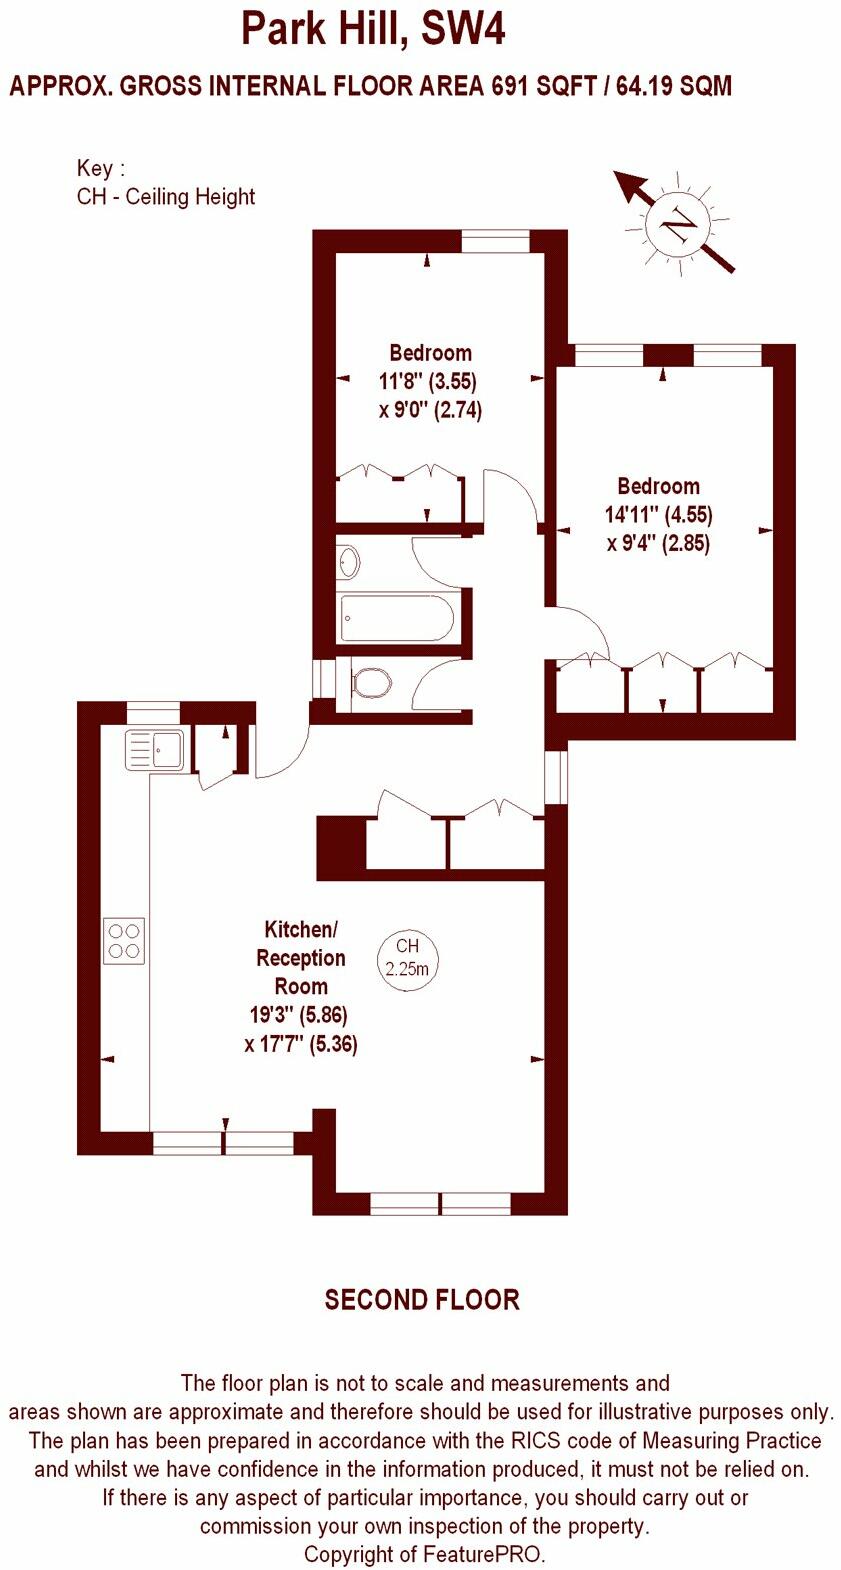 Park Hill, SW4
APPROX. GROSS INTERNAL FLOOR AREA 691 SQFT / 64.19 SQM
Key :
CH - Ceiling Height
N
Bedroom
11'8" (3.55)
x 9'0" (2.74)
Bedroom
14'11" (4.55)
x 9'4" (2.85)
Kitchen/
Reception
Room
19'3" (5.86)
x 17'7" (5.36)
CH
2.25m
SECOND FLOOR
The floor plan is not to scale and measurements and
areas shown are approximate and therefore should be used for illustrative purposes only.
The plan has been prepared in accordance with the RICS code of Measuring Practice
and whilst we have confidence in the information produced, it must not be relied on.
If there is any aspect of particular importance, you should carry out or
commission your own inspection of the property.
Copyright of FeaturePRO.